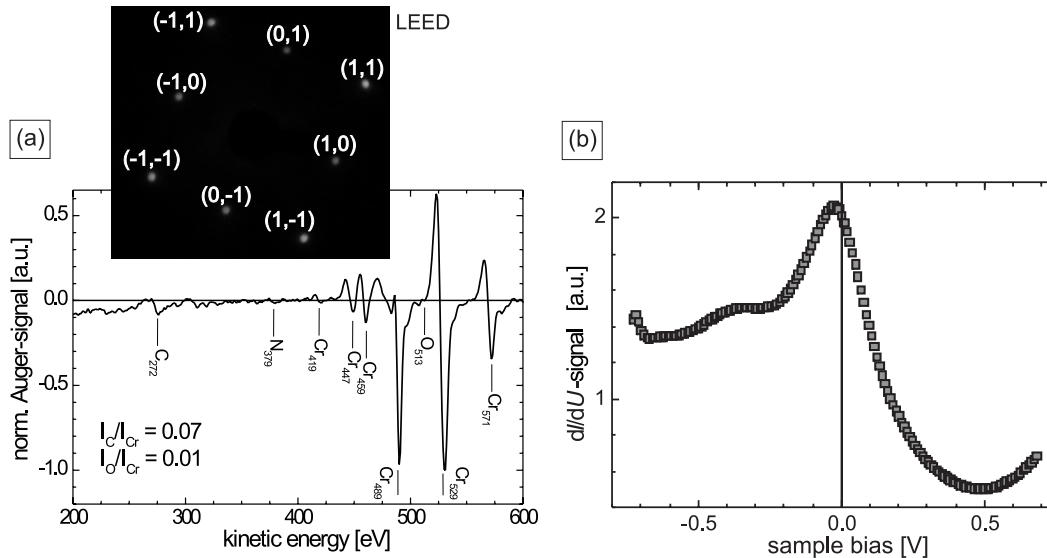 LEED
(-1,1)
(0,1)
(1,1)
(-1,0)
(1,0)
(-1,-1)
(0,-1)
(1,-1)
(a)
norm. Auger-signal [a.u.]
0.5
0.0
-0.5
-1.0
C272
N379
Cr419
Cr447
Cr459
Cr489
O513
Cr529
Cr571
IC/ICr = 0.07
IO/ICr = 0.01
200 300 400 500 600
kinetic energy [eV]
(b)
dI/dU-signal [a.u.]
2
1
-0.5 0.0 0.5
sample bias [V]